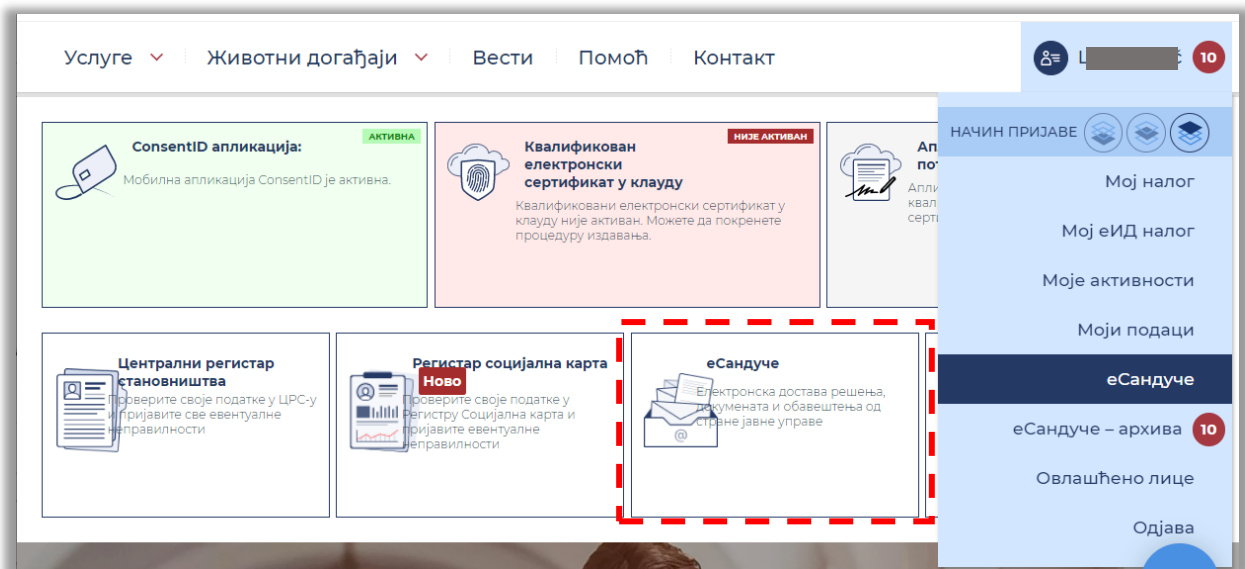 Услуге Животни догађаји Вести Помоћ Контакт
10
АКТИВНА
ConsentID апликација:
Мобилна апликација ConsentID је активна.
НИЈЕ АКТИВАН
Квалификован
електронски
сертификат у клауду
Квалификовани електронски сертификат у
клауду није активан. Можете да покренете
процедуру издавања.
Централни регистар
становништва
Проверите своје податке у ЦРС-у
и пријавите све евентуалне
неправилности
Регистар социјална карта
Ново
Проверите своје податке у
Регистру Социјална карта и
пријавите евентуалне
неправилности
еСандуче
Електронска достава решења,
докумената и обавештења од
стране јавне управе
@
НАЧИН ПРИЈАВЕ
Мој налог
Мој еИД налог
Моје активности
Моји подаци
еСандуче
еСандуче – архива 10
Овлашћено лице
Одјава